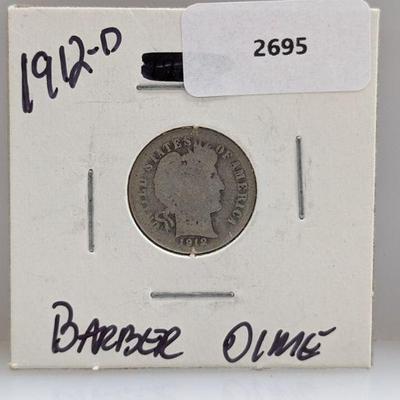 1912-D
2695
UNITED STATES OF AMERICA
1912
BARBER DIME